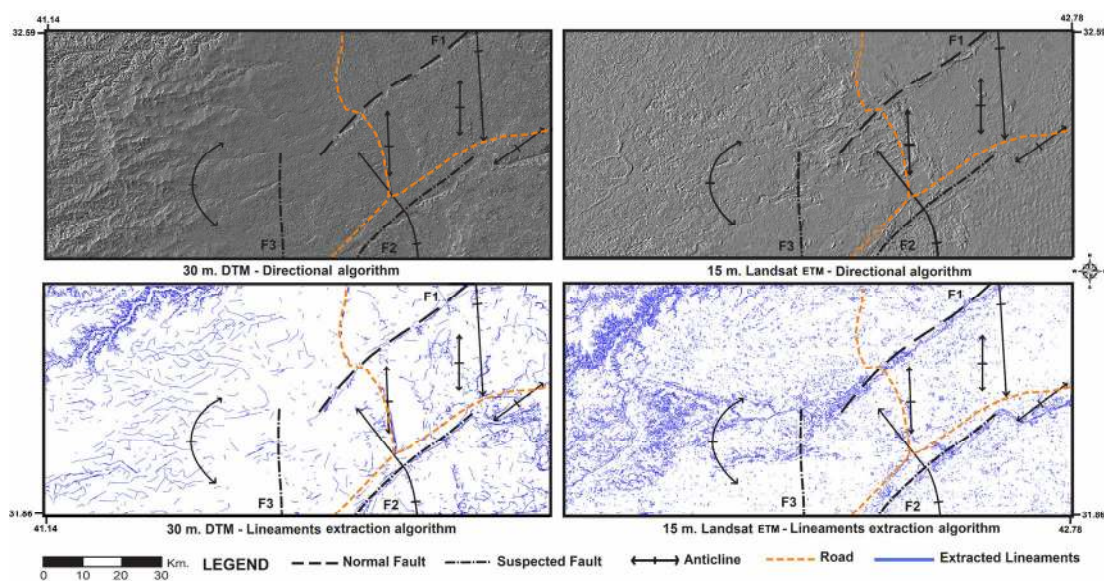 41.14
42.78
32.59
32.59
F1
F1
F3
F2
F3
F2
30 m. DTM - Directional algorithm
15 m. Landsat ETM - Directional algorithm
F1
F1
F3
F2
F3
F2
31.86
31.86
41.14
30 m. DTM - Lineaments extraction algorithm
15 m. Landsat ETM - Lineaments extraction algorithm
42.78
Km. LEGEND Normal Fault Suspected Fault Anticline Road Extracted Lineaments
0 10 20 30